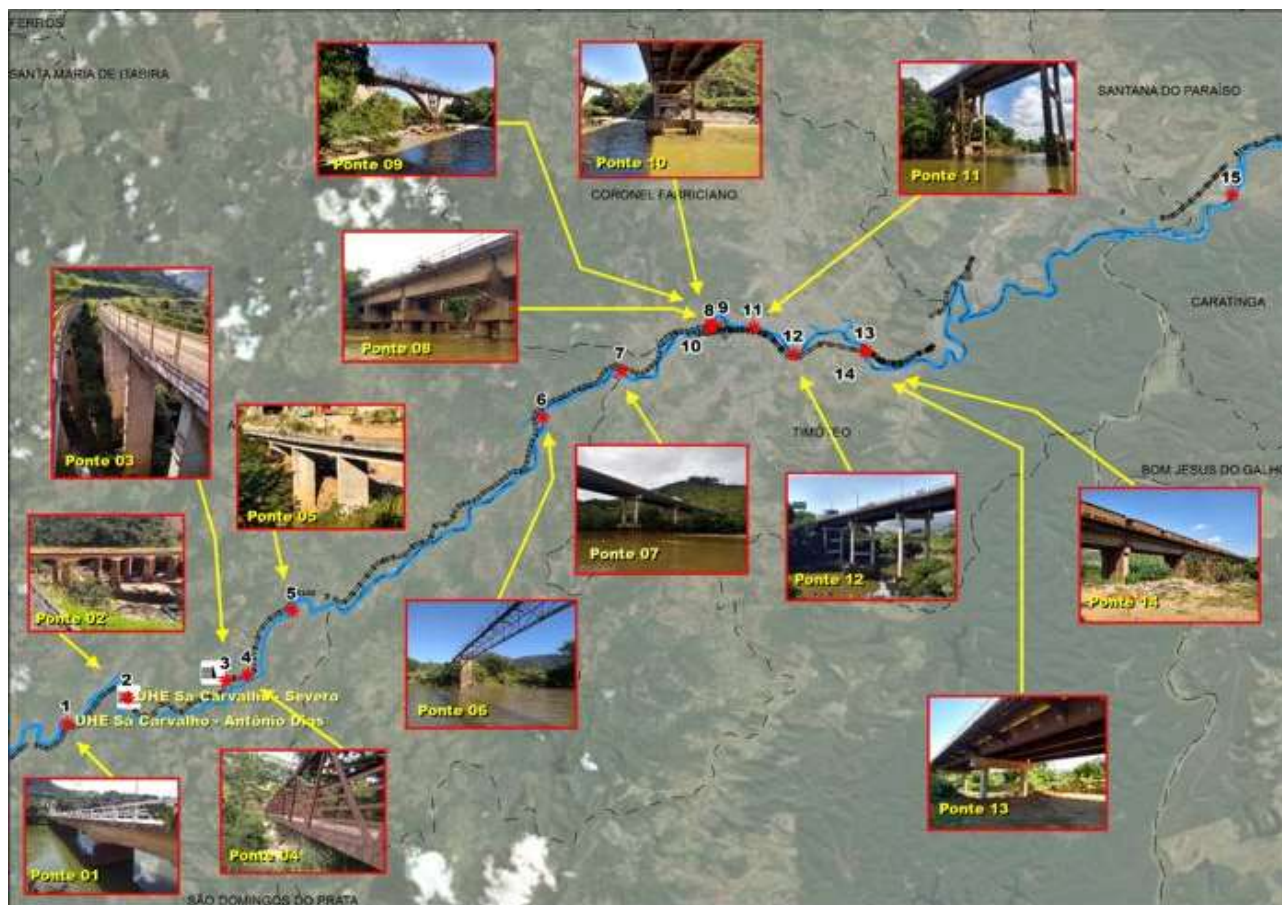 FERROS
SANTA MARIA DE ITABIRA
SANTANA DO PARAÍSO
Ponte 09
Ponte 10
Ponte 11
CORONEL FABRICIANO
15
Ponte 08
CARATINGA
8 9
11
10
12
13
14
7
Ponte 03
6
TIMÓTEO
A
BOM JESUS DO GALHO
Ponte 05
Ponte 07
Ponte 12
Ponte 14
Ponte 02
5
3
4
2
UHE Sá Carvalho - Severo
1
UHE Sá Carvalho - Antônio Dias
Ponte 06
Ponte 13
Ponte 01
Ponte 04
SÃO DOMINGOS DO PRATA